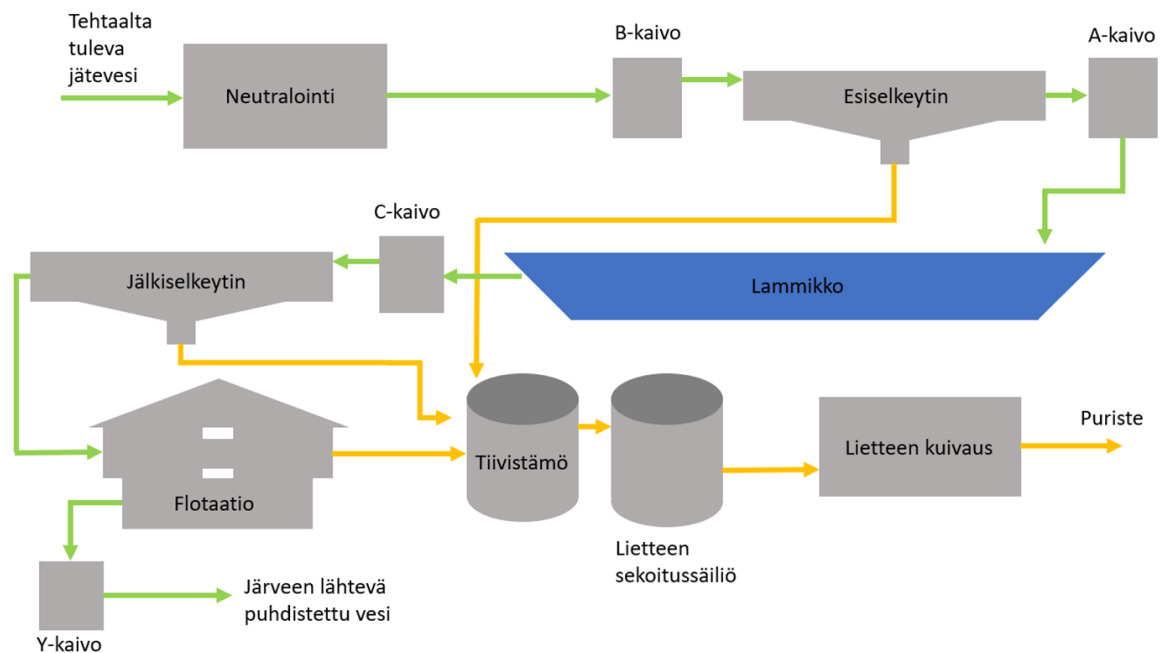 Tehtaalta
tuleva
jätevesi
Neutralointi
B-kaivo
Esiselkeytin
A-kaivo
C-kaivo
Jälkiselkeytin
Lammikko
Tiivistämö
Lietteen kuivaus
Puriste
Flotaatio
Lietteen
sekoitussäiliö
Järveen lähtevä
puhdistettu vesi
Y-kaivo